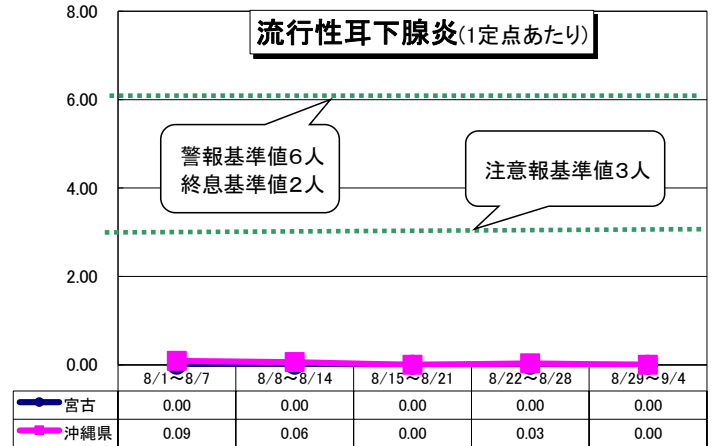 流行性耳下腺炎(1定点あたり)
8.00
6.00
4.00
2.00
0.00
警報基準値6人
終息基準値2人
注意報基準値3人
8/1～8/7 8/8～8/14 8/15～8/21 8/22～8/28 8/29～9/4
宮古 0.00 0.00 0.00 0.00 0.00
沖縄県 0.09 0.06 0.00 0.03 0.00